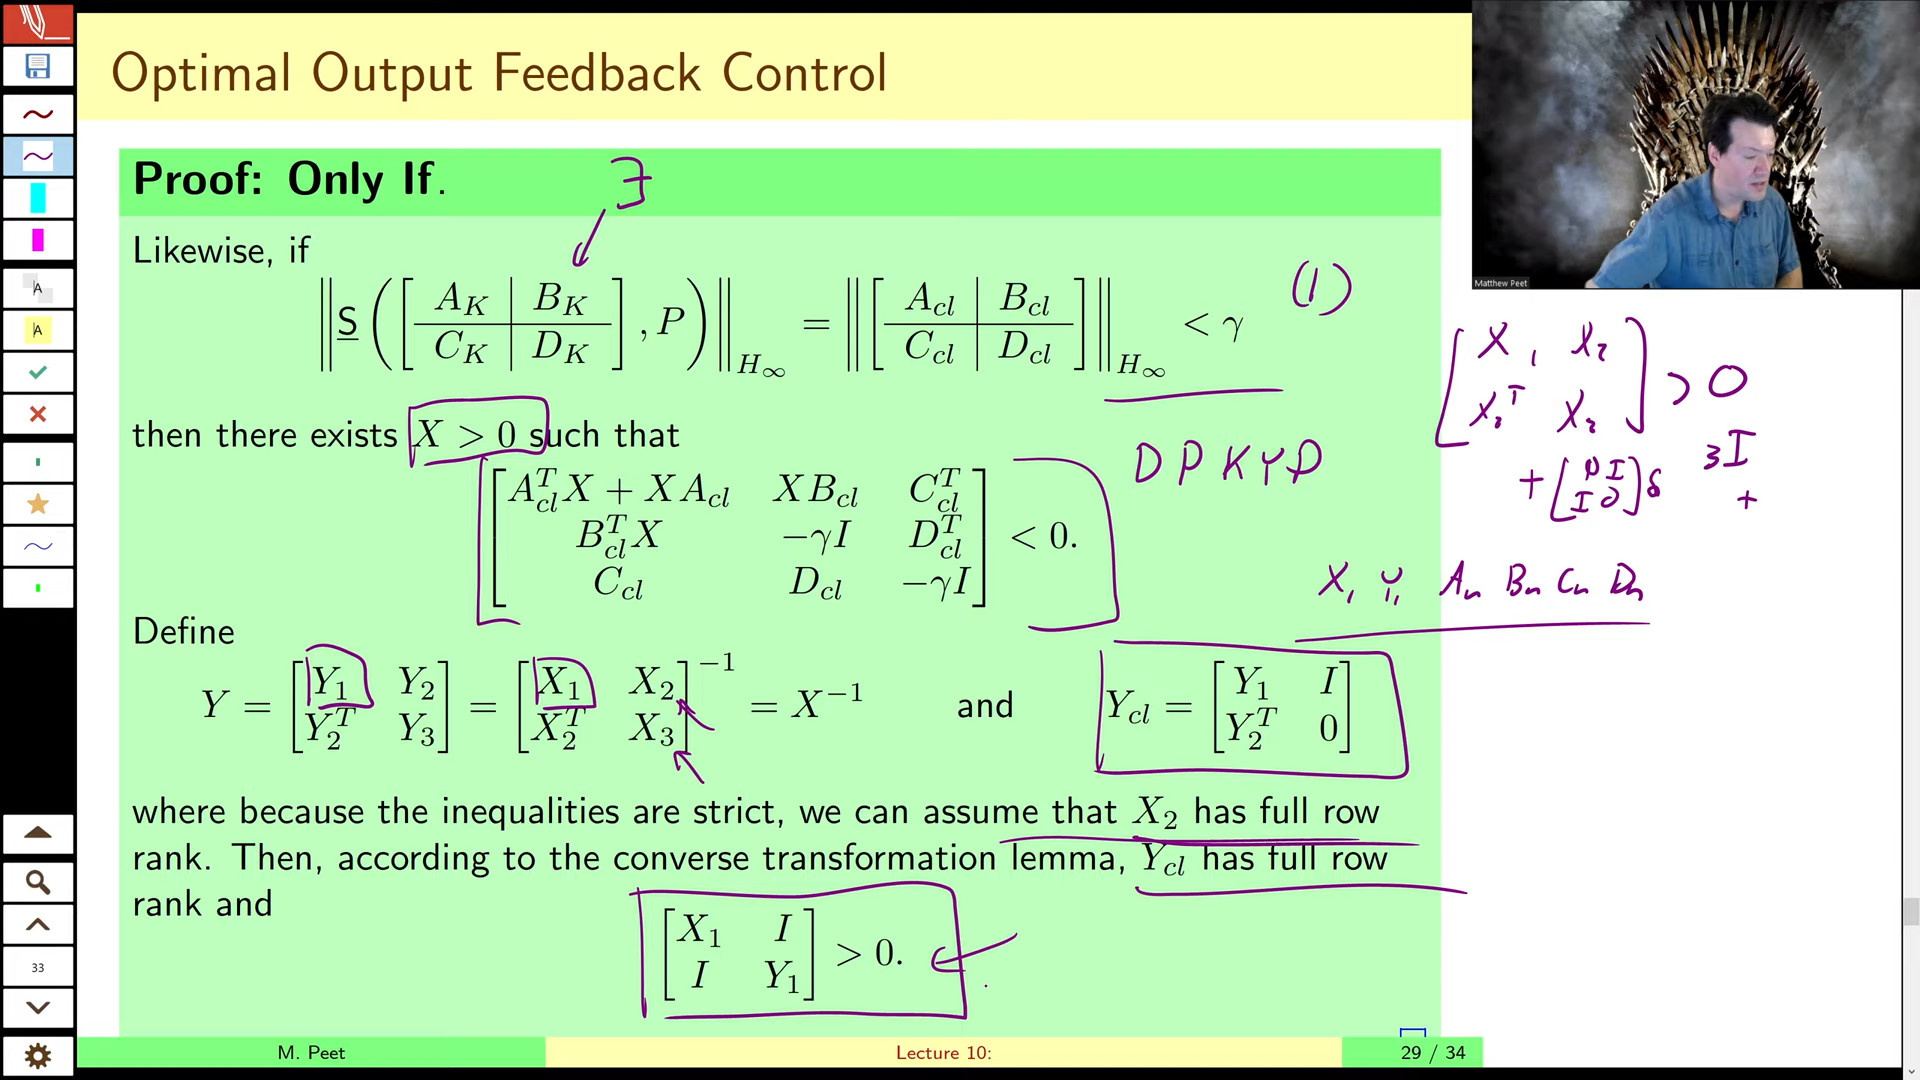 Optimal Output Feedback Control
Proof: Only If.
∃
Likewise, if
‖S([A_K | B_K ; C_K | D_K], P)‖_{H∞} = ‖[A_cl | B_cl ; C_cl | D_cl]‖_{H∞} < γ
(1)
then there exists X > 0 such that
DPKYP
[A_cl^T X + X A_cl   X B_cl   C_cl^T
B_cl^T X   −γI   D_cl^T
C_cl   D_cl   −γI] < 0.
Define
Y = [Y_1 Y_2 ; Y_2^T Y_3] = [X_1 X_2 ; X_2^T X_3]^{-1} = X^{-1}   and   Y_cl = [Y_1 I ; Y_2^T 0]
where because the inequalities are strict, we can assume that X_2 has full row
rank. Then, according to the converse transformation lemma, Y_cl has full row
rank and
[X_1 I ; I Y_1] > 0.
M. Peet
Lecture 10:
29 / 34
Matthew Peet
> 0
X_1 Y_1 A_n B_n C_n D_n
A
A
33